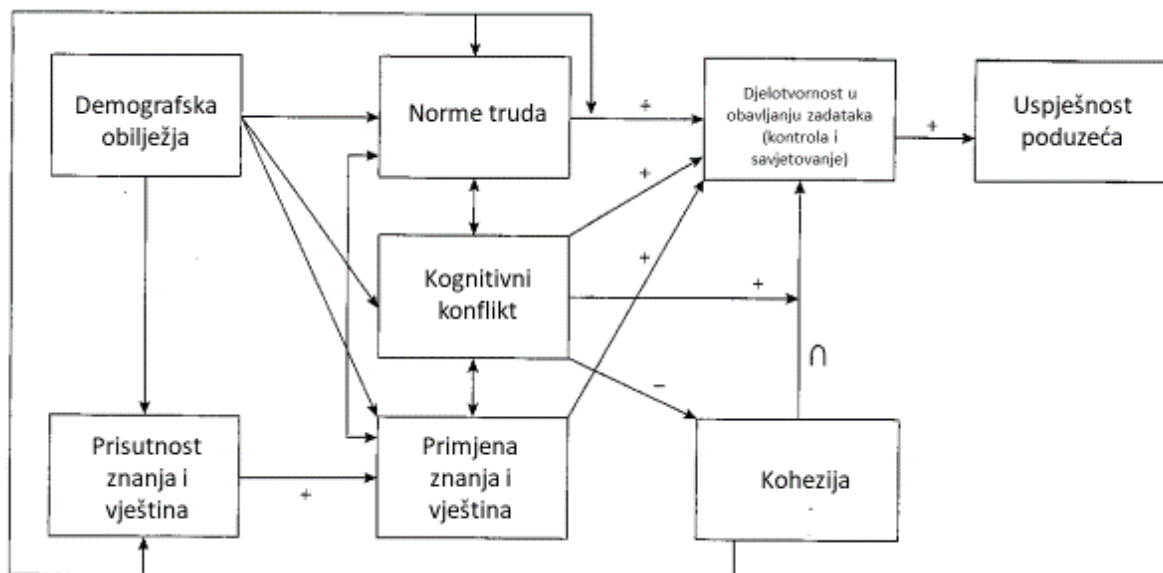 Demografska
obilježja
Norme truda
+
Djelotvornost u
obavljanju zadataka
(kontrola i
savjetovanje)
+
Uspješnost
poduzeća
+
Kognitivni
konflikt
+
+
∩
–
Prisutnost
znanja i
vještina
+
Primjena
znanja i
vještina
Kohezija